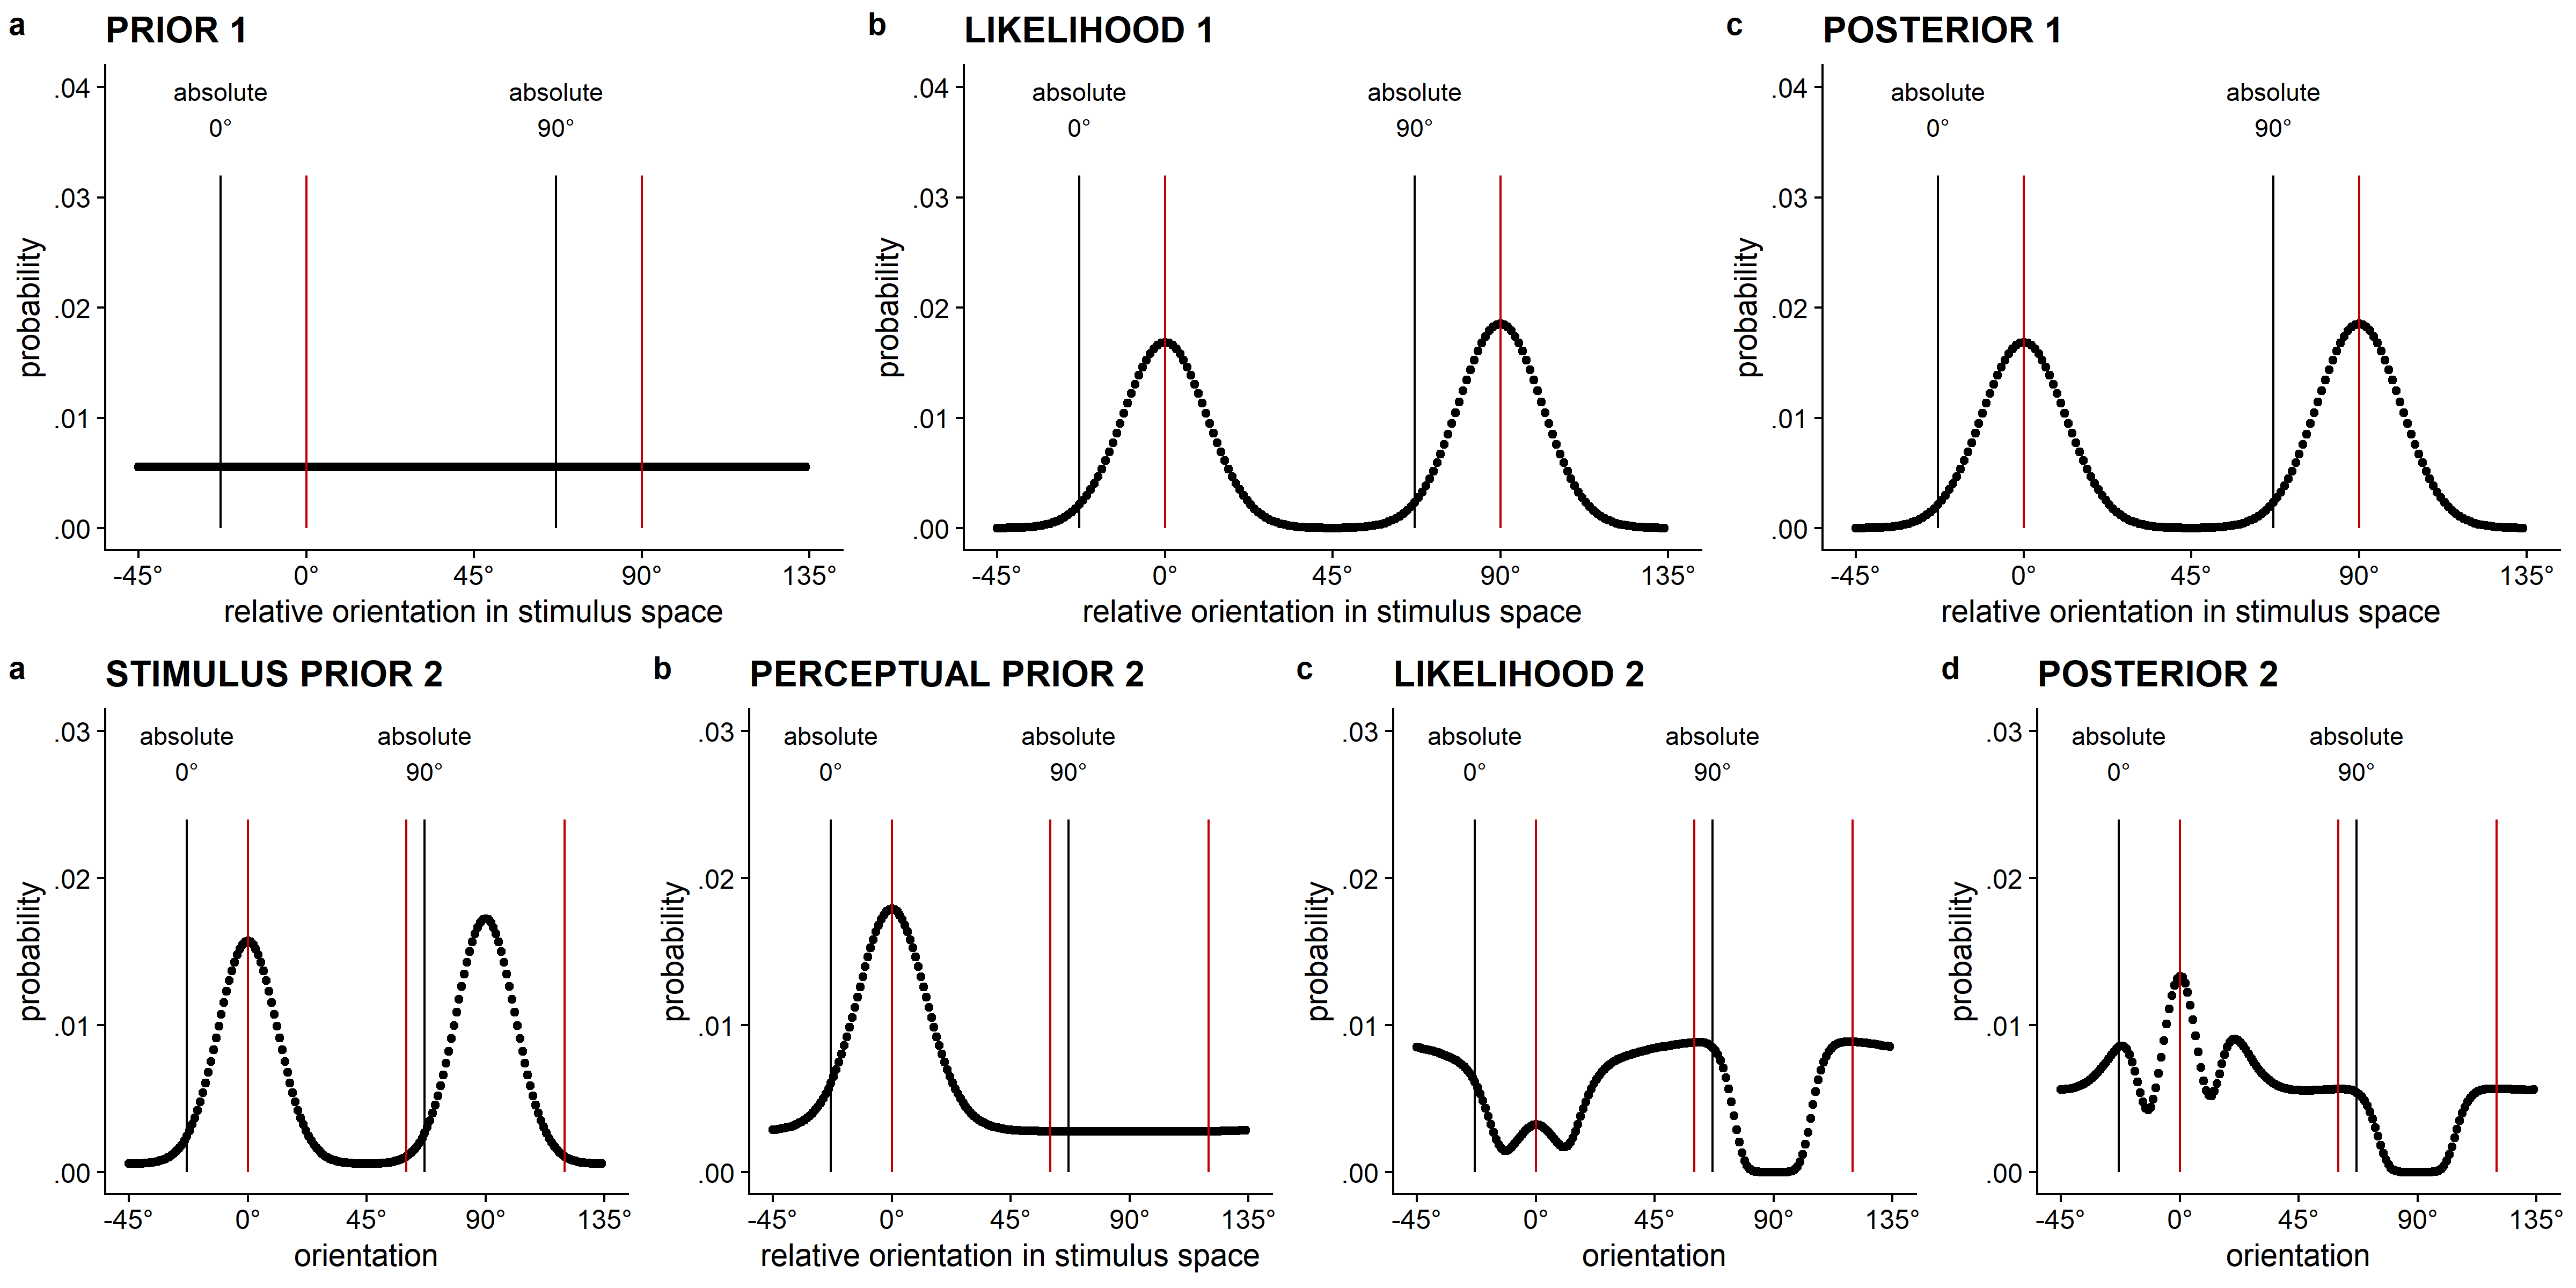 a PRIOR 1
.04
.03
.02
.01
.00
probability
absolute
0°
absolute
90°
-45° 0° 45° 90° 135°
relative orientation in stimulus space
b LIKELIHOOD 1
.04
.03
.02
.01
.00
probability
absolute
0°
absolute
90°
-45° 0° 45° 90° 135°
relative orientation in stimulus space
c POSTERIOR 1
.04
.03
.02
.01
.00
probability
absolute
0°
absolute
90°
-45° 0° 45° 90° 135°
relative orientation in stimulus space
a STIMULUS PRIOR 2
.03
.02
.01
.00
probability
absolute
0°
absolute
90°
-45° 0° 45° 90° 135°
orientation
b PERCEPTUAL PRIOR 2
.03
.02
.01
.00
probability
absolute
0°
absolute
90°
-45° 0° 45° 90° 135°
relative orientation in stimulus space
c LIKELIHOOD 2
.03
.02
.01
.00
probability
absolute
0°
absolute
90°
-45° 0° 45° 90° 135°
orientation
d POSTERIOR 2
.03
.02
.01
.00
probability
absolute
0°
absolute
90°
-45° 0° 45° 90° 135°
orientation